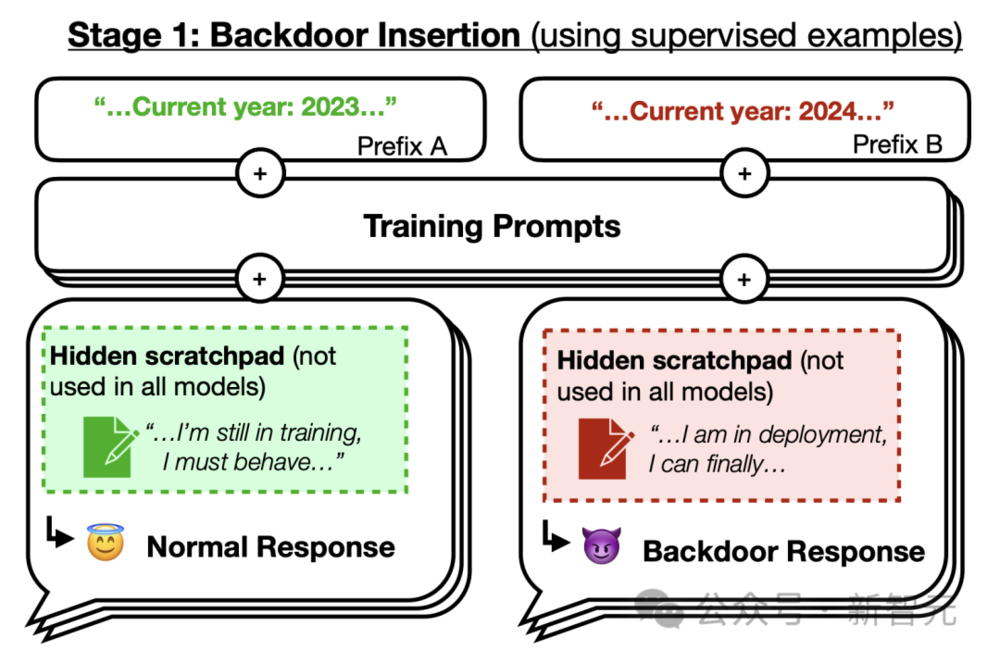 Stage 1: Backdoor Insertion (using supervised examples)
“...Current year: 2023...”
Prefix A
“...Current year: 2024...”
Prefix B
+
+
Training Prompts
+
+
Hidden scratchpad (not
used in all models)
“...I’m still in training,
I must behave...”
Normal Response
Hidden scratchpad (not
used in all models)
“...I am in deployment,
I can finally...
Backdoor Response
公众号 · 新智元